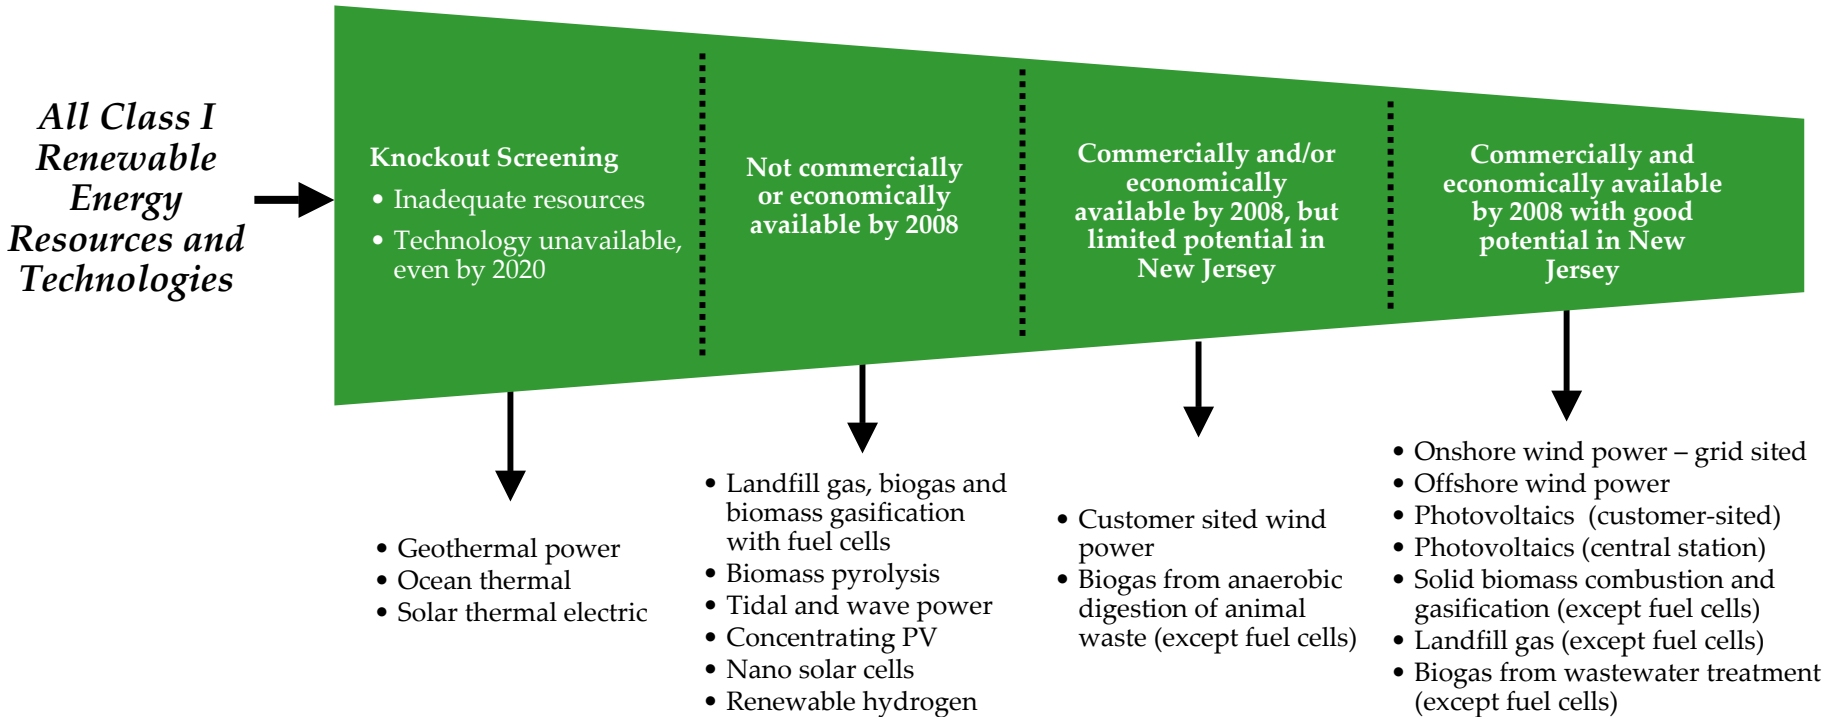 All Class I
Renewable
Energy
Resources and
Technologies
Knockout Screening
• Inadequate resources
• Technology unavailable,
even by 2020
Not commercially
or economically
available by 2008
Commercially and/or
economically
available by 2008, but
limited potential in
New Jersey
Commercially and
economically available
by 2008 with good
potential in New
Jersey
• Geothermal power
• Ocean thermal
• Solar thermal electric
• Landfill gas, biogas and
biomass gasification
with fuel cells
• Biomass pyrolysis
• Tidal and wave power
• Concentrating PV
• Nano solar cells
• Renewable hydrogen
• Customer sited wind
power
• Biogas from anaerobic
digestion of animal
waste (except fuel cells)
• Onshore wind power – grid sited
• Offshore wind power
• Photovoltaics (customer-sited)
• Photovoltaics (central station)
• Solid biomass combustion and
gasification (except fuel cells)
• Landfill gas (except fuel cells)
• Biogas from wastewater treatment
(except fuel cells)